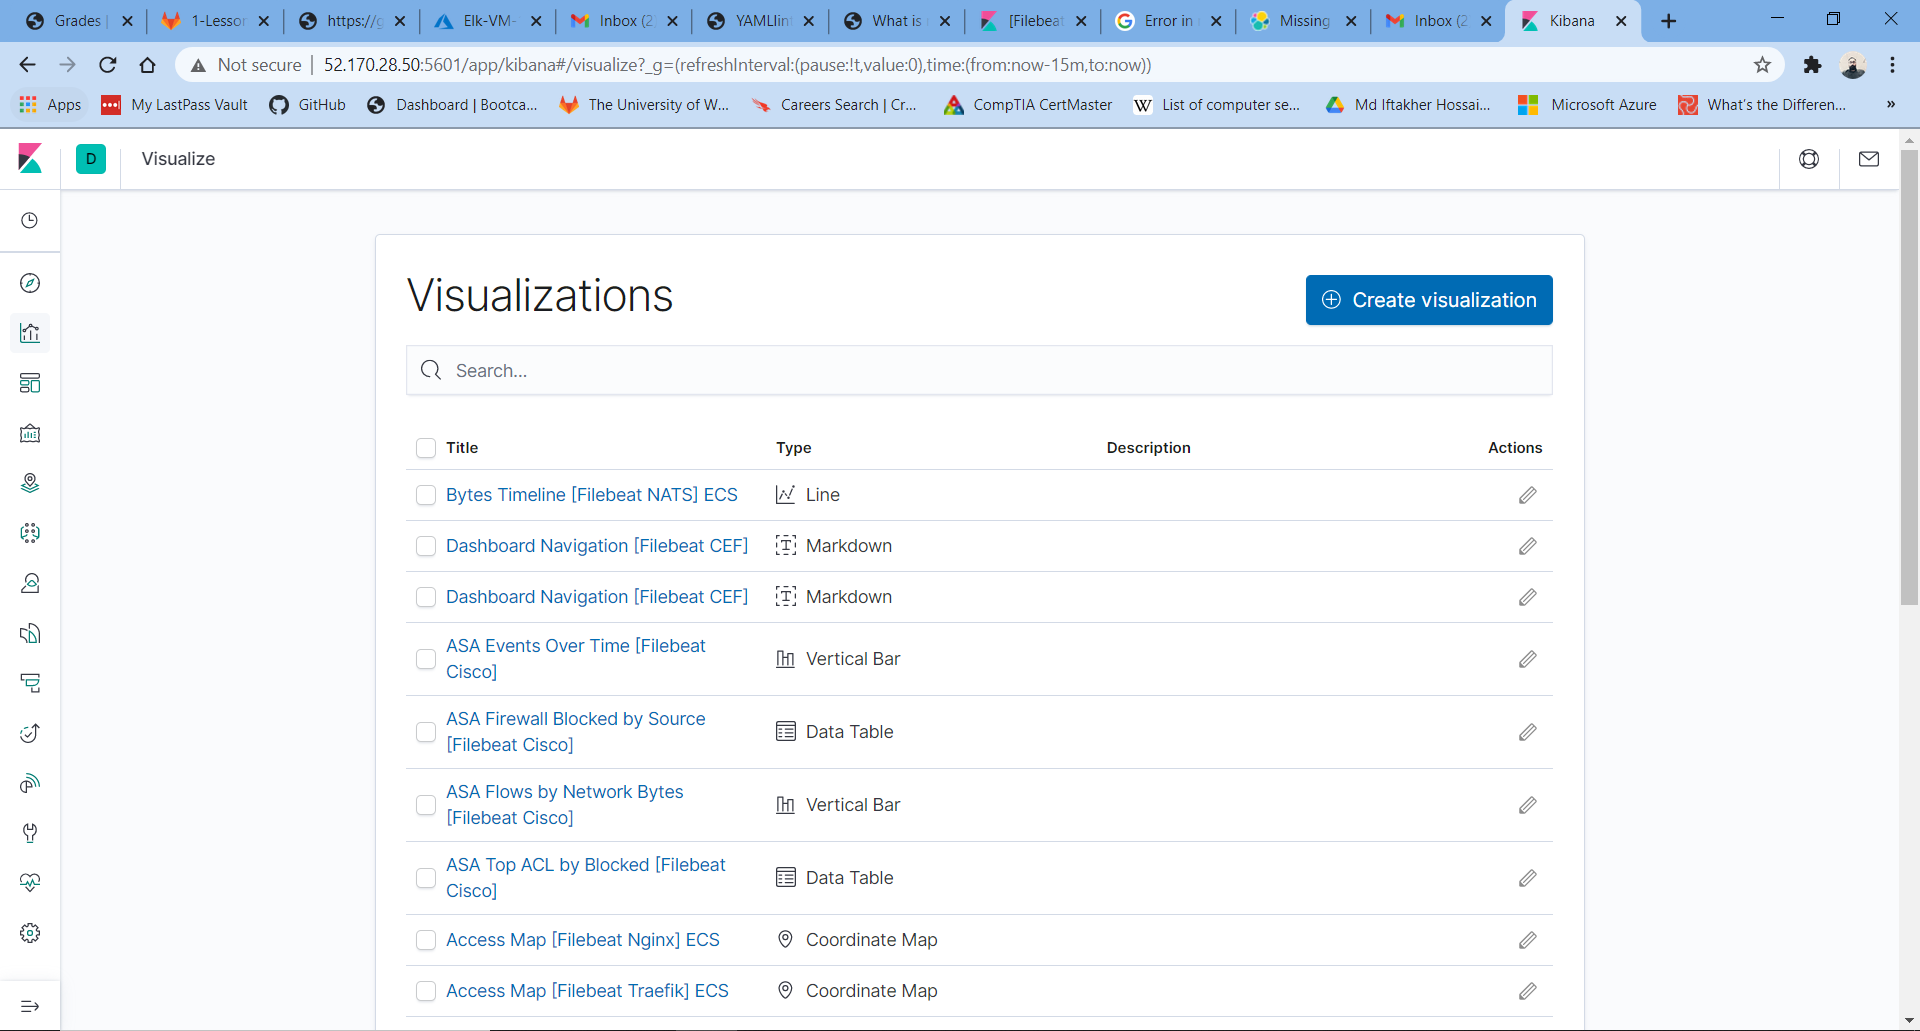 Grades
1-Lesson
https://g
Elk-VM-
Inbox (2
YAMLlin
What is
[Filebeat
Error in
Missing
Inbox (2
Kibana
Not secure
52.170.28.50:5601/app/kibana#/visualize?_g=(refreshInterval:(pause:!t,value:0),time:(from:now-15m,to:now))
Apps
My LastPass Vault
GitHub
Dashboard | Bootca...
The University of W...
Careers Search | Cr...
CompTIA CertMaster
List of computer se...
Md Iftakher Hossai...
Microsoft Azure
What's the Differen...
»
D
Visualize
Visualizations
Create visualization
Search...
Title Type Description Actions
Bytes Timeline [Filebeat NATS] ECS Line
Dashboard Navigation [Filebeat CEF] Markdown
Dashboard Navigation [Filebeat CEF] Markdown
ASA Events Over Time [Filebeat
Cisco]
Vertical Bar
ASA Firewall Blocked by Source
[Filebeat Cisco]
Data Table
ASA Flows by Network Bytes
[Filebeat Cisco]
Vertical Bar
ASA Top ACL by Blocked [Filebeat
Cisco]
Data Table
Access Map [Filebeat Nginx] ECS Coordinate Map
Access Map [Filebeat Traefik] ECS Coordinate Map